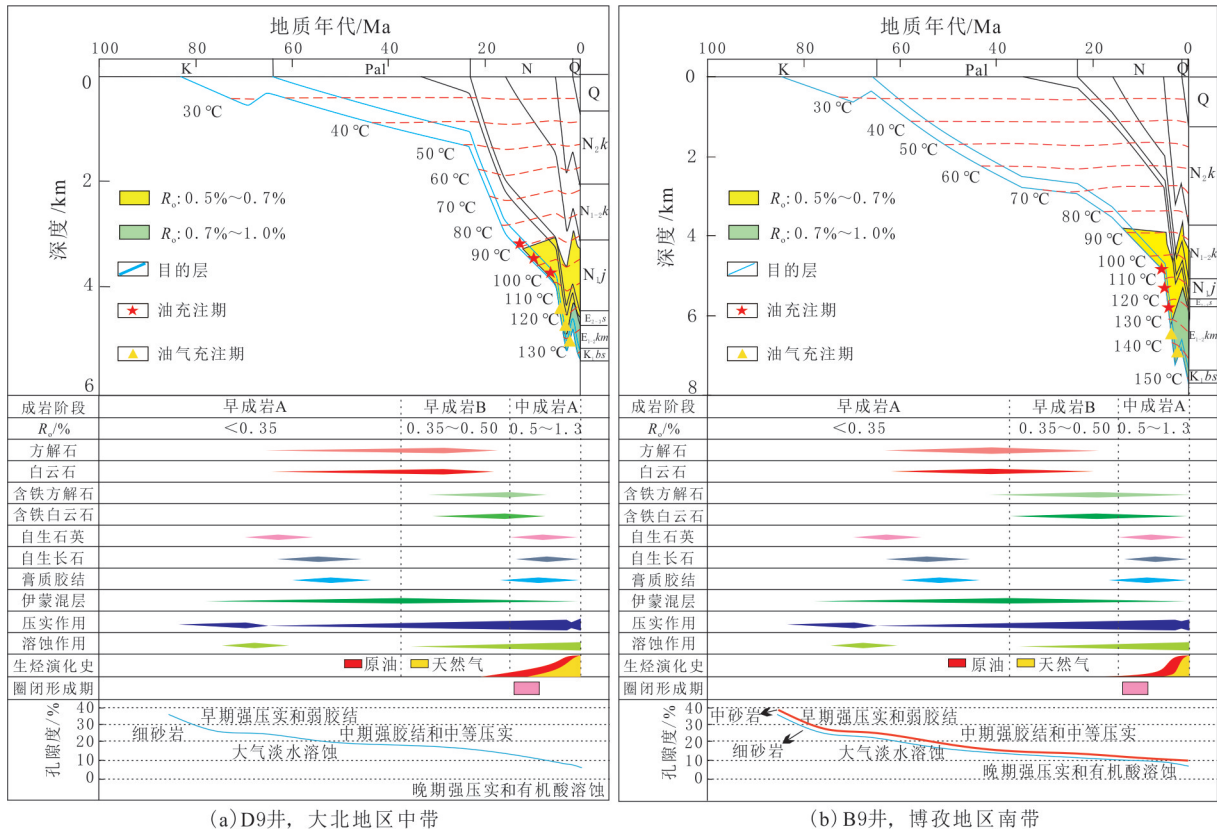 地质年代/Ma
100 80 60 40 20 0
K Pal N Q
0
2
4
6
深度/km
30℃
40℃
50℃
60℃
70℃
80℃
90℃
100℃
110℃
120℃
130℃
Rₒ:0.5%~0.7%
Rₒ:0.7%~1.0%
目的层
油充注期
油气充注期
Q
N₂k
N₁₋₂k
N₁j
E₂₋₃s
E₁₋₂km
K₁bs
成岩阶段 早成岩A 早成岩B 中成岩A
Rₒ/% <0.35 0.35~0.50 0.5~1.3
方解石
白云石
含铁方解石
含铁白云石
自生石英
自生长石
膏质胶结
伊蒙混层
压实作用
溶蚀作用
生烃演化史 原油 天然气
圈闭形成期
孔隙度/%
40
30
20
10
0
早期强压实和弱胶结
细砂岩 中期强胶结和中等压实
大气淡水溶蚀
晚期强压实和有机酸溶蚀
(a)D9井，大北地区中带
地质年代/Ma
100 80 60 40 20 0
K Pal N Q
0
2
4
6
8
深度/km
30℃
40℃
50℃
60℃
70℃
80℃
90℃
100℃
110℃
120℃
130℃
140℃
150℃
Rₒ:0.5%~0.7%
Rₒ:0.7%~1.0%
目的层
油充注期
油气充注期
Q
N₂k
N₁₋₂k
N₁j
K₁bs
成岩阶段 早成岩A 早成岩B 中成岩A
Rₒ/% <0.35 0.35~0.50 0.5~1.3
方解石
白云石
含铁方解石
含铁白云石
自生石英
自生长石
膏质胶结
伊蒙混层
压实作用
溶蚀作用
生烃演化史 原油 天然气
圈闭形成期
孔隙度/%
40
30
20
10
0
中砂岩 早期强压实和弱胶结
中期强胶结和中等压实
细砂岩 大气淡水溶蚀
晚期强压实和有机酸溶蚀
(b)B9井，博孜地区南带